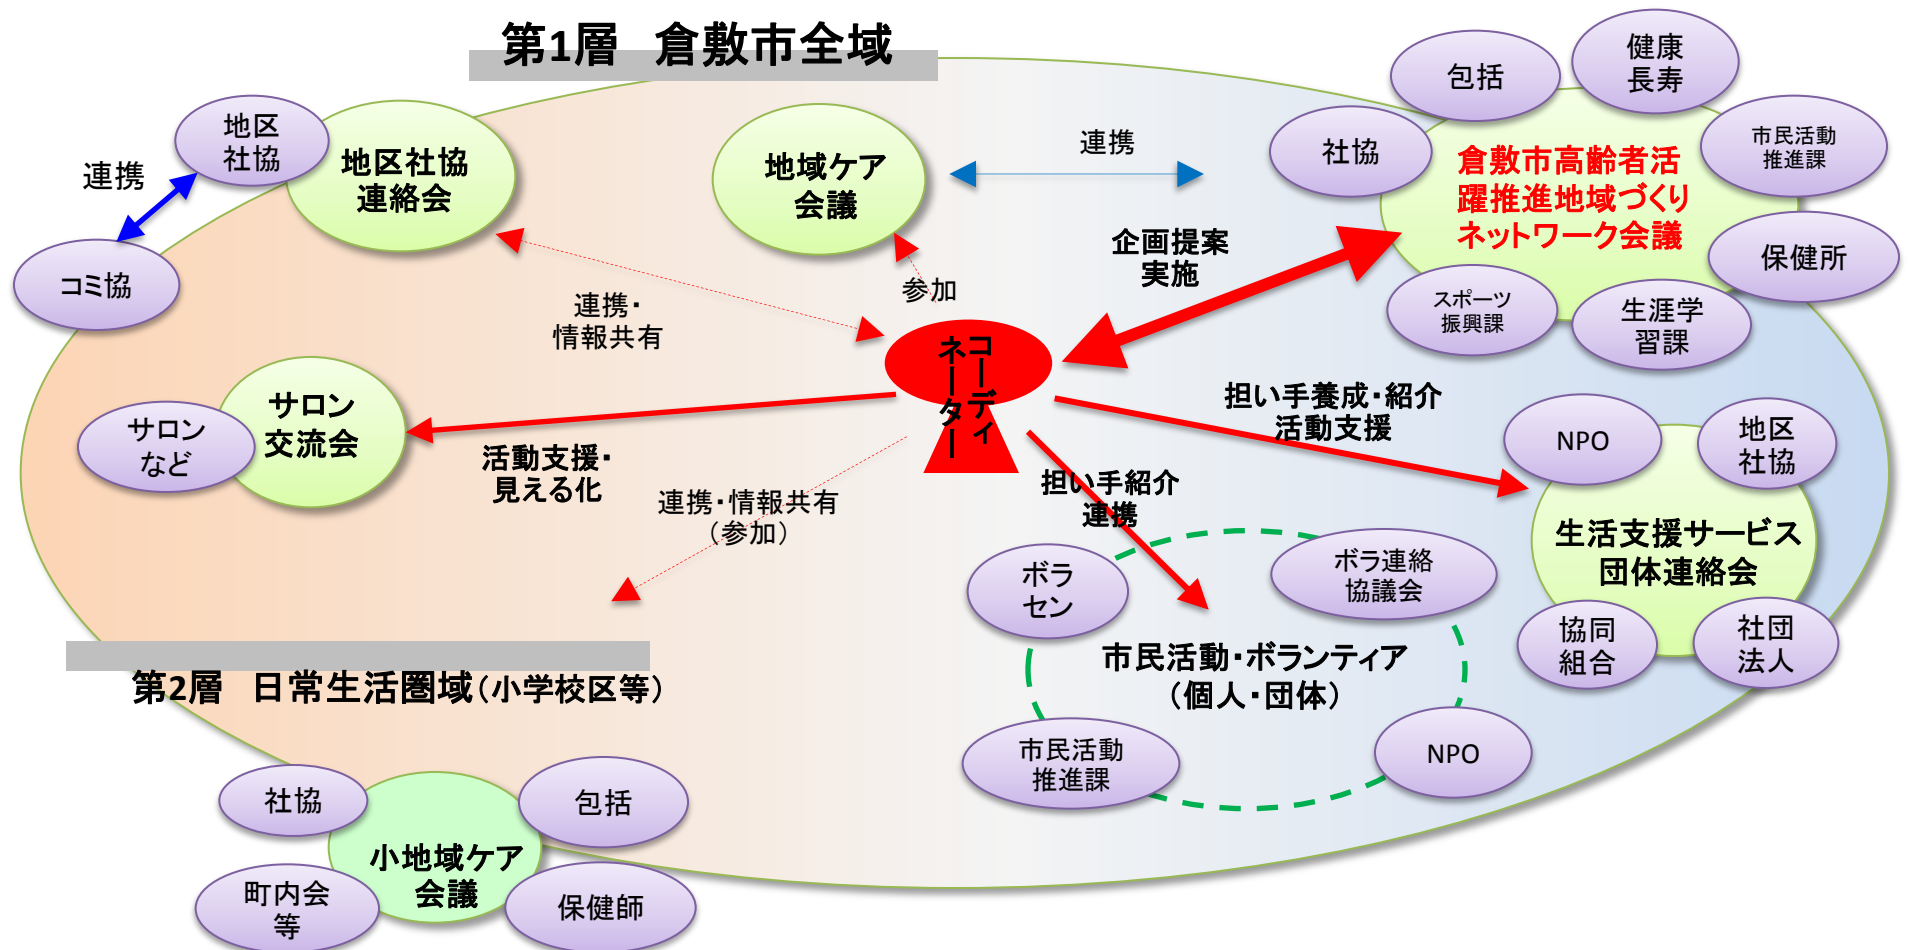 第1層　倉敷市全域
包括
健康
長寿
地区
社協
社協
市民活動
推進課
連携
地区社協
連絡会
地域ケア
会議
連携
倉敷市高齢者活
躍推進地域づくり
ネットワーク会議
保健所
コミ協
企画提案
実施
参加
連携・
情報共有
スポーツ
振興課
生涯学
習課
コーディ
ネーター
サロン
など
サロン
交流会
活動支援・
見える化
担い手養成・紹介
活動支援
NPO
地区
社協
連携・情報共有
（参加）
担い手紹介
連携
生活支援サービス
団体連絡会
ボラ
セン
ボラ連絡
協議会
協同
組合
社団
法人
市民活動・ボランティア
（個人・団体）
第2層　日常生活圏域（小学校区等）
市民活動
推進課
NPO
社協
包括
小地域ケア
会議
町内会
等
保健師